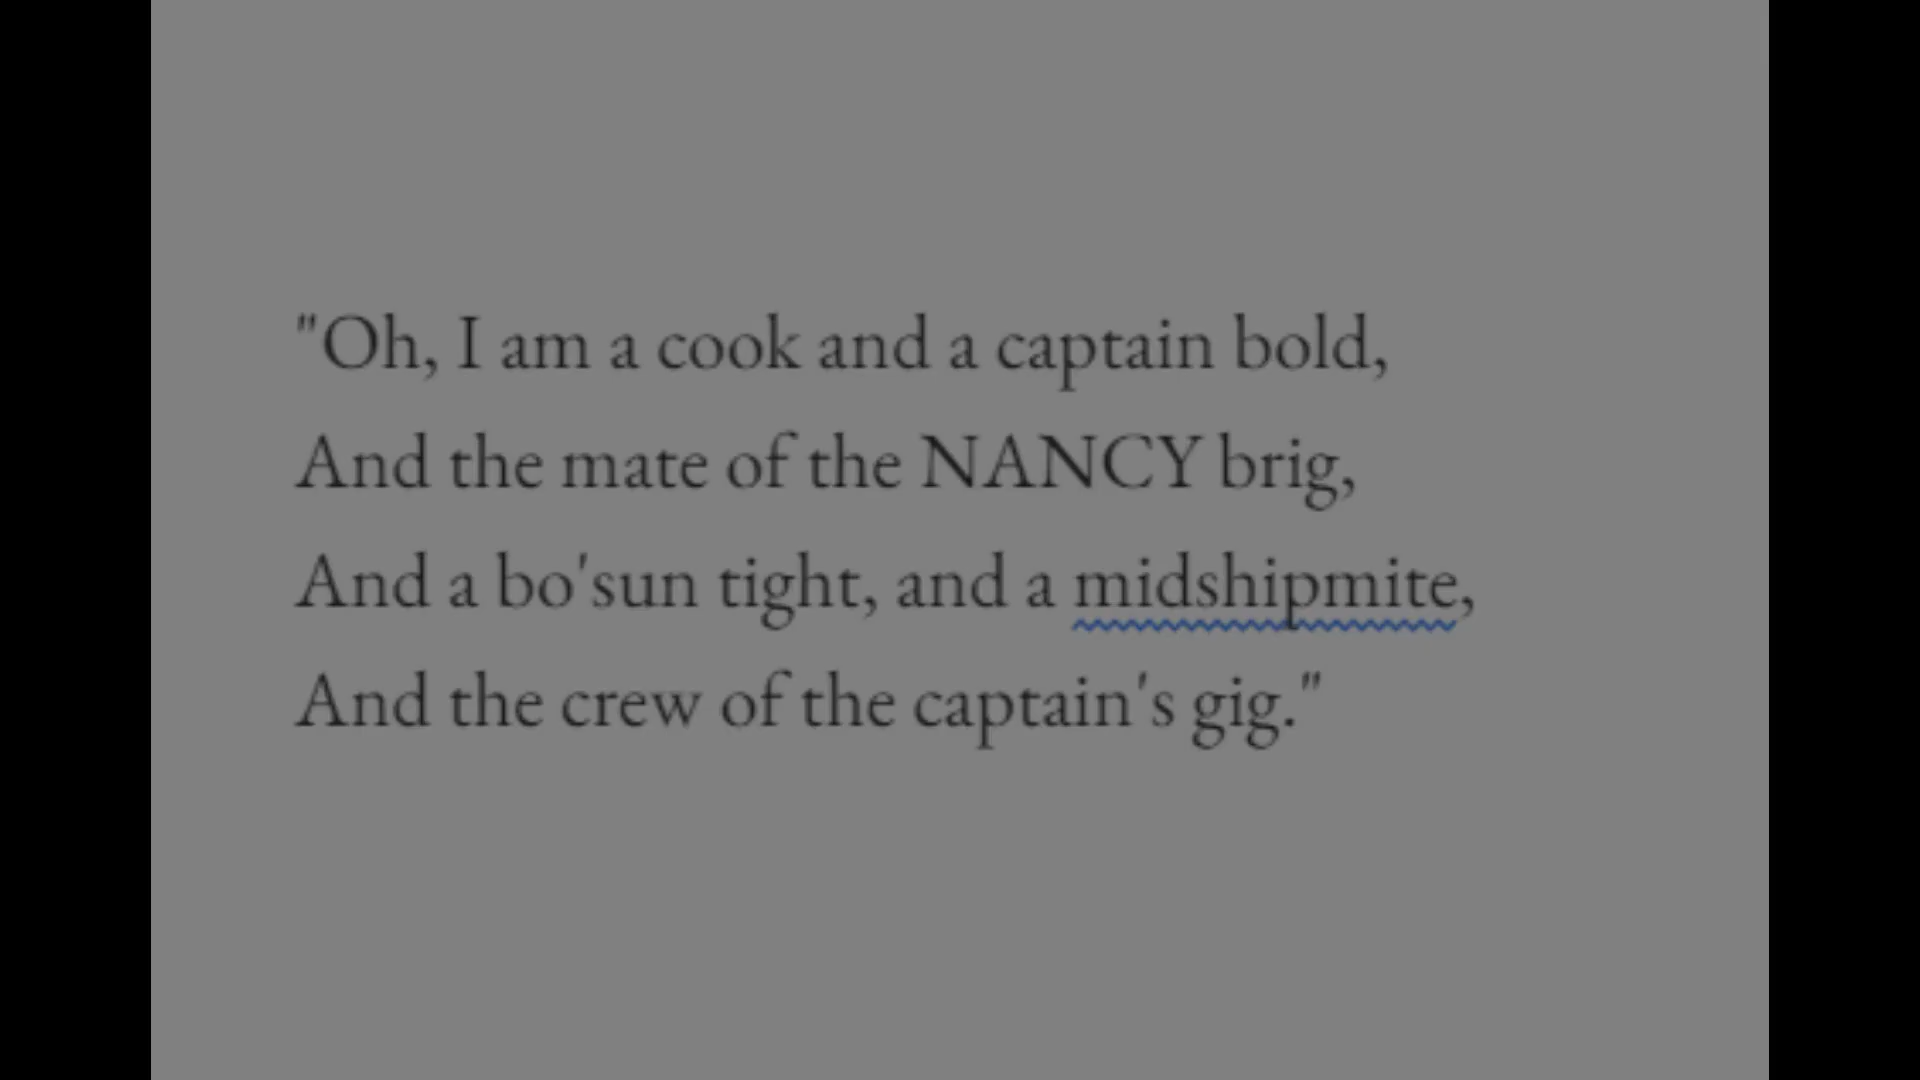 "Oh, I am a cook and a captain bold,
And the mate of the NANCY brig,
And a bo'sun tight, and a midshipmite,
And the crew of the captain's gig."